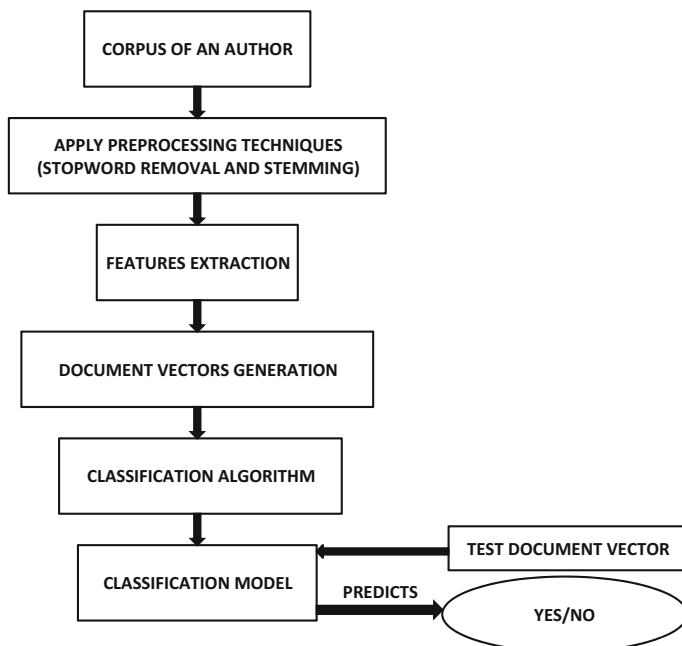 CORPUS OF AN AUTHOR
APPLY PREPROCESSING TECHNIQUES
(STOPWORD REMOVAL AND STEMMING)
FEATURES EXTRACTION
DOCUMENT VECTORS GENERATION
CLASSIFICATION ALGORITHM
TEST DOCUMENT VECTOR
CLASSIFICATION MODEL
PREDICTS
YES/NO